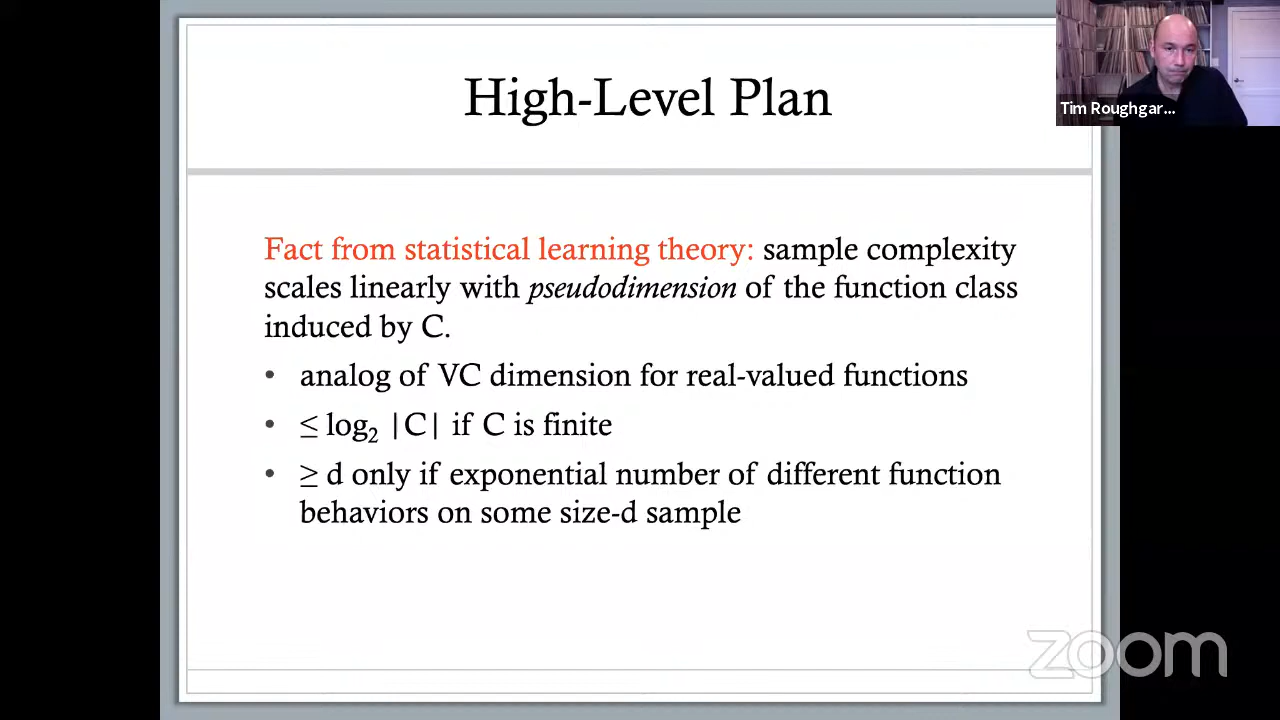 High-Level Plan
Tim Roughgar...
Fact from statistical learning theory: sample complexity
scales linearly with pseudodimension of the function class
induced by C.
• analog of VC dimension for real-valued functions
• ≤ log₂ |C| if C is finite
• ≥ d only if exponential number of different function
behaviors on some size-d sample
zoom